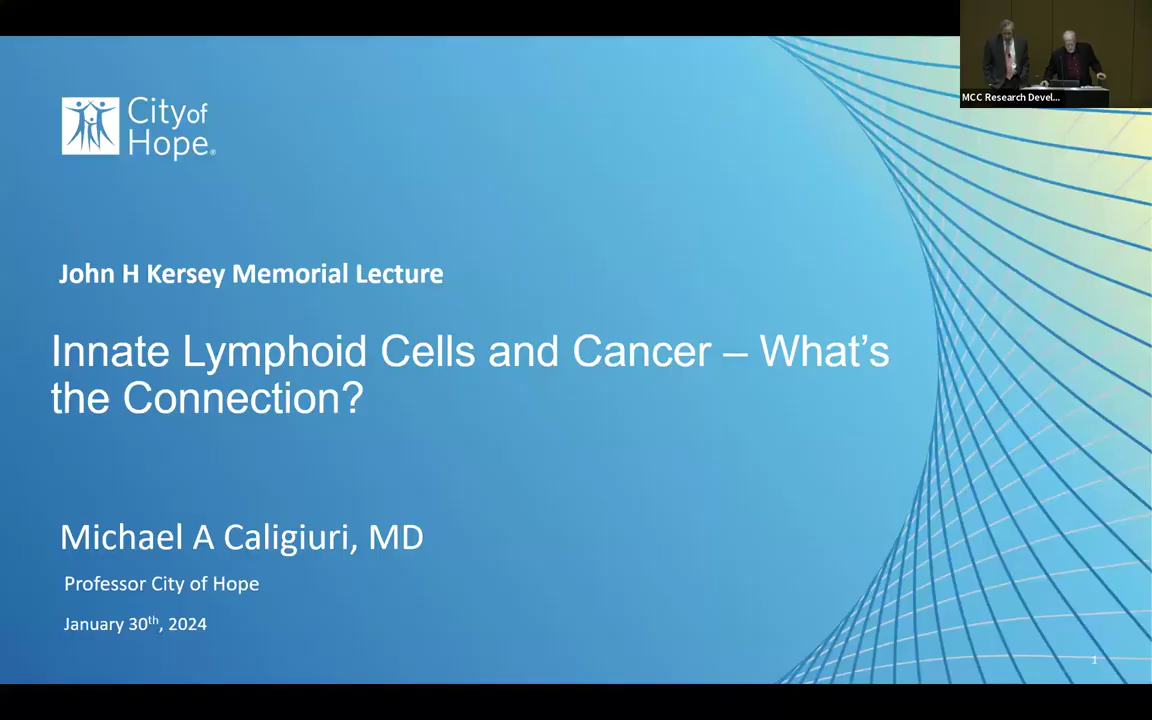 MCC Research Devel...
City of
Hope®
John H Kersey Memorial Lecture
Innate Lymphoid Cells and Cancer – What's
the Connection?
Michael A Caligiuri, MD
Professor City of Hope
January 30th, 2024
1